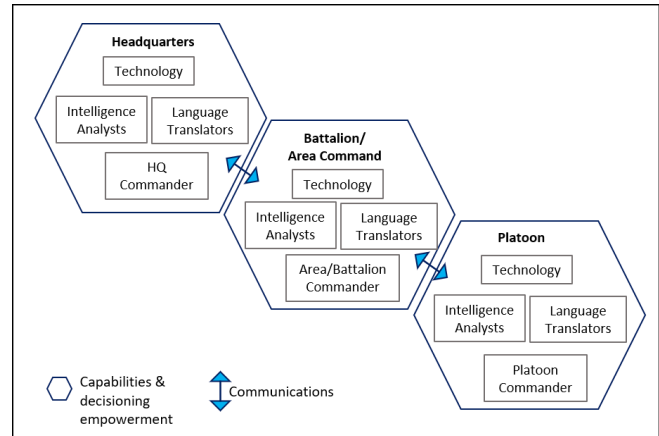 Headquarters
Technology
Intelligence
Analysts
Language
Translators
HQ
Commander
Battalion/
Area Command
Technology
Intelligence
Analysts
Language
Translators
Area/Battalion
Commander
Platoon
Technology
Intelligence
Analysts
Language
Translators
Platoon
Commander
Capabilities &
decisioning
empowerment
Communications